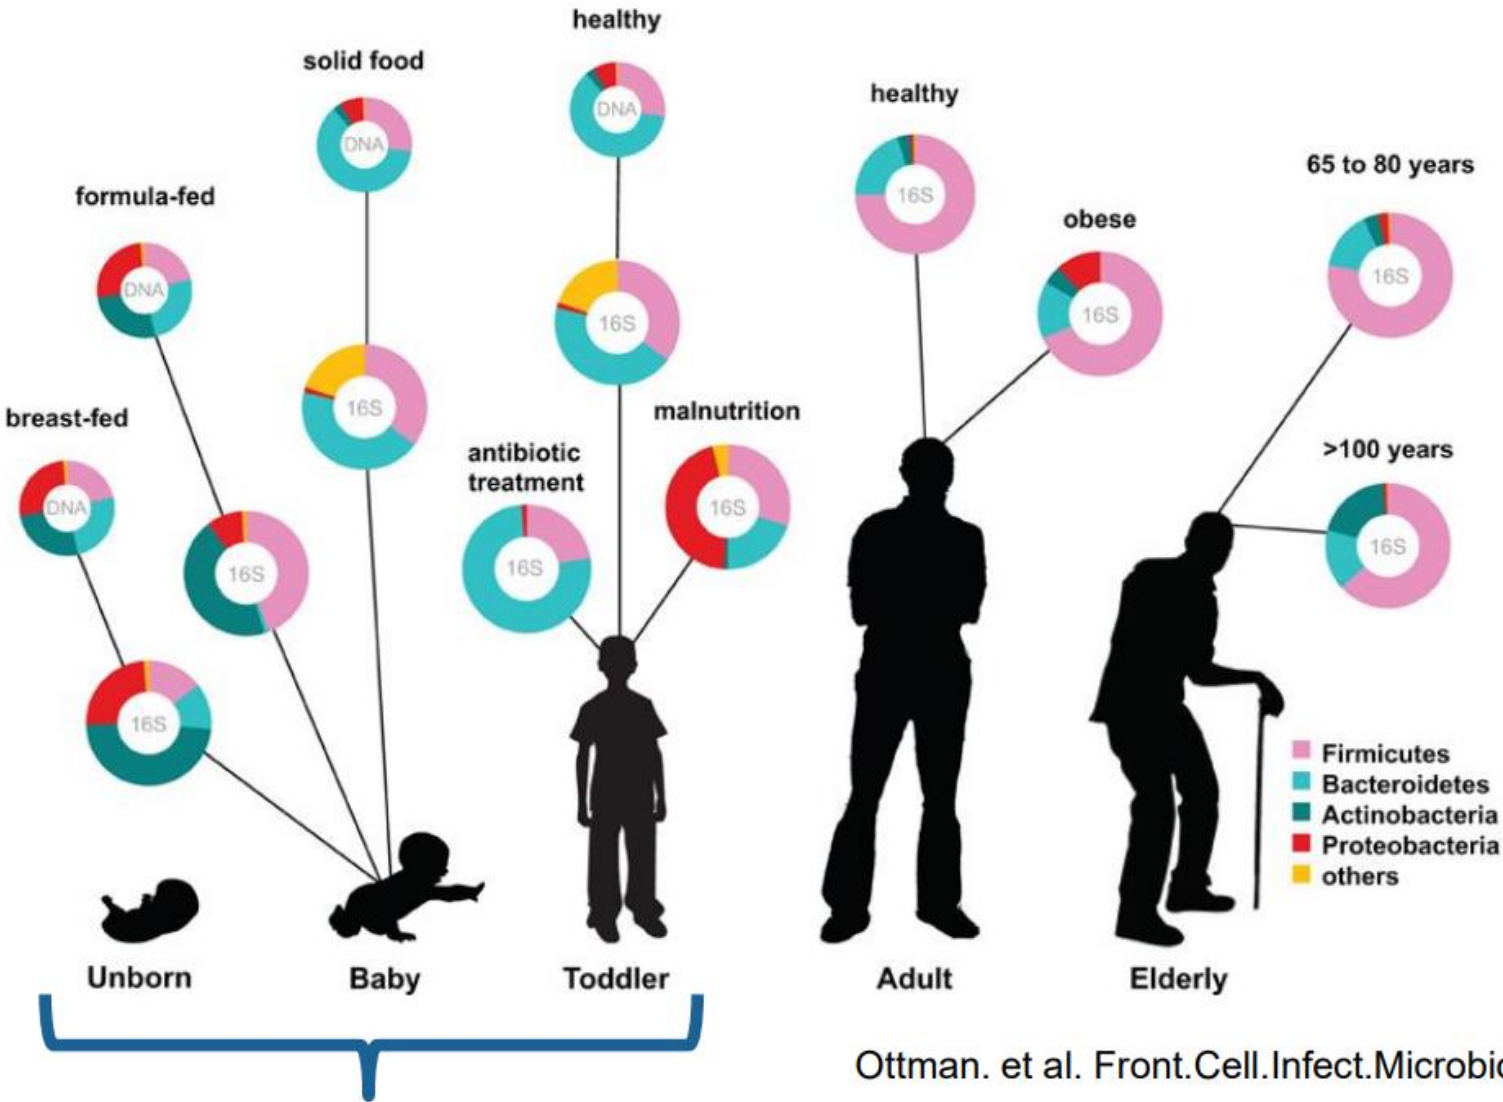 healthy
DNA
solid food
DNA
healthy
16S
65 to 80 years
16S
formula-fed
DNA
obese
16S
16S
breast-fed
DNA
16S
malnutrition
16S
antibiotic
treatment
16S
>100 years
16S
16S
16S
Firmicutes
Bacteroidetes
Actinobacteria
Proteobacteria
others
Unborn
Baby
Toddler
Adult
Elderly
Ottman. et al. Front.Cell.Infect.Microbio